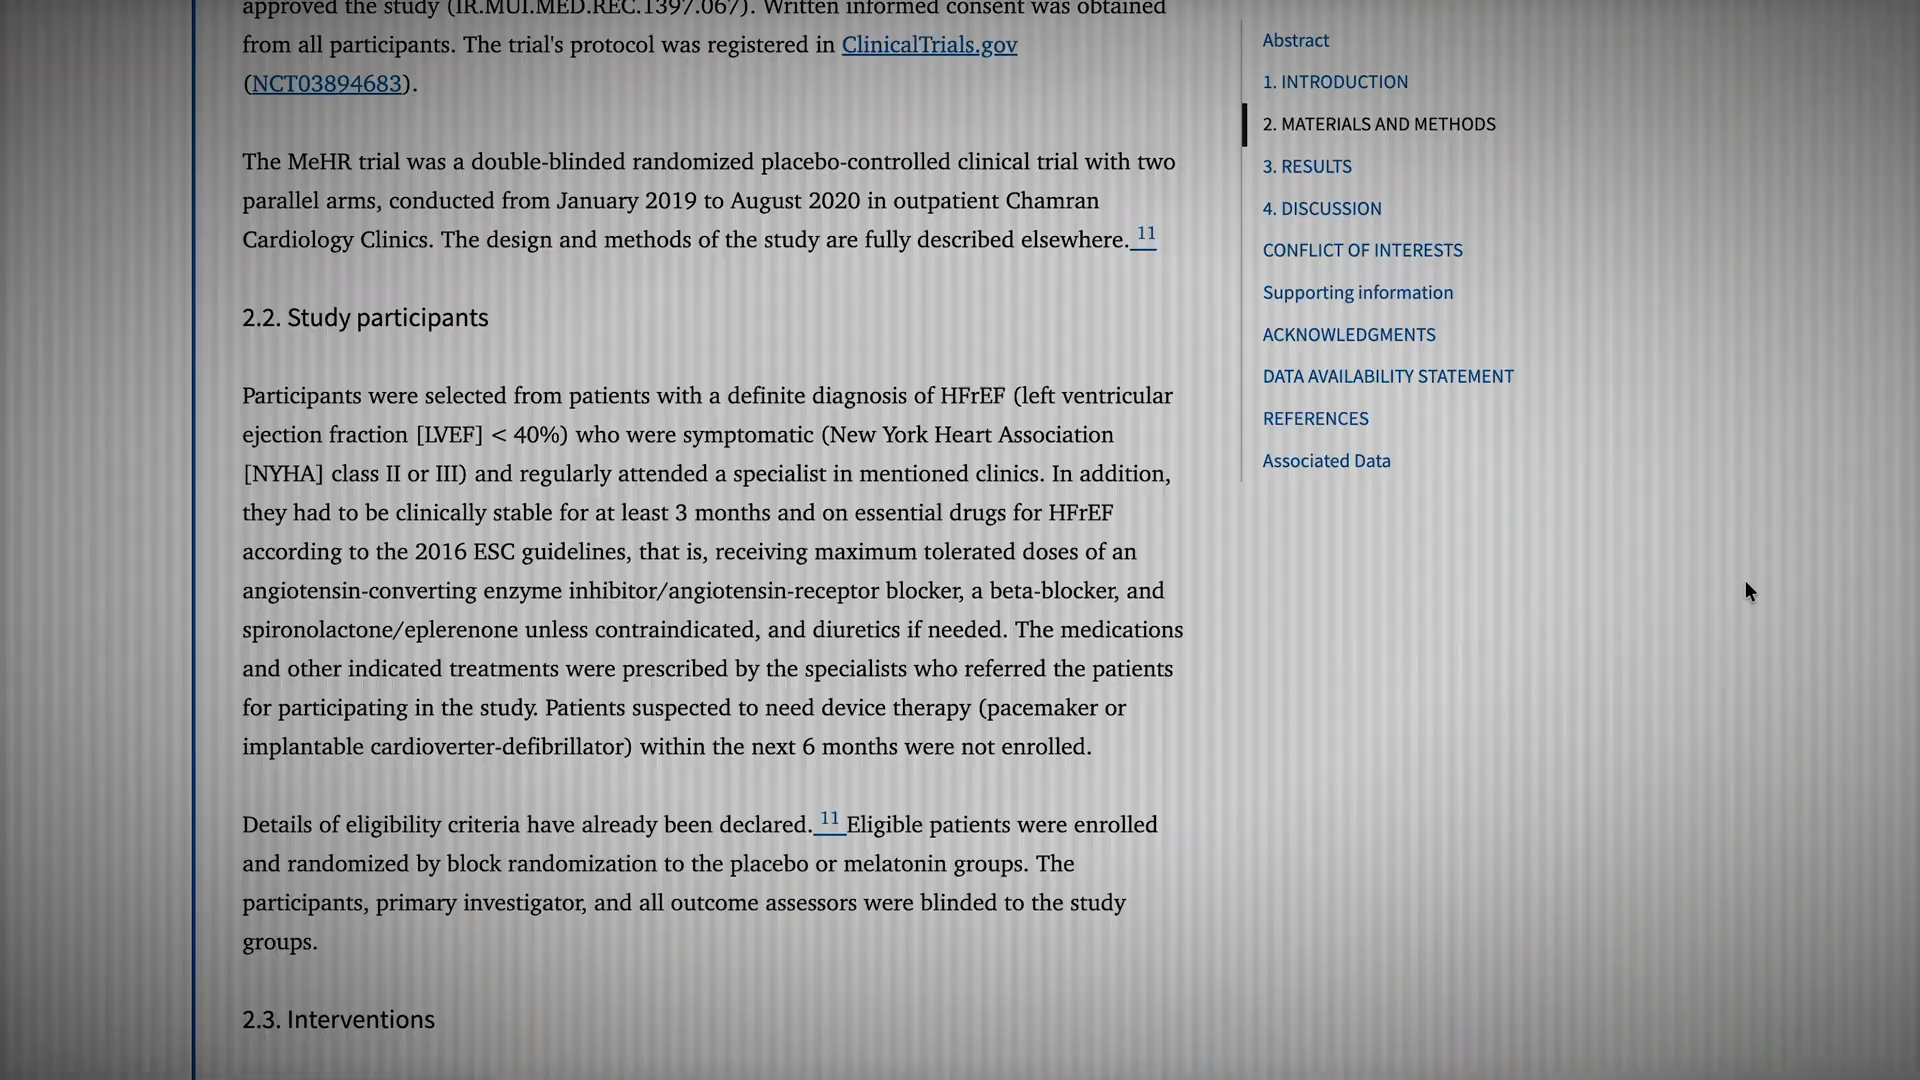 approved the study (IR.MUI.MED.REC.1397.067). Written informed consent was obtained
from all participants. The trial's protocol was registered in ClinicalTrials.gov
(NCT03894683).
The MeHR trial was a double-blinded randomized placebo-controlled clinical trial with two
parallel arms, conducted from January 2019 to August 2020 in outpatient Chamran
Cardiology Clinics. The design and methods of the study are fully described elsewhere. 11
2.2. Study participants
Participants were selected from patients with a definite diagnosis of HFrEF (left ventricular
ejection fraction [LVEF] < 40%) who were symptomatic (New York Heart Association
[NYHA] class II or III) and regularly attended a specialist in mentioned clinics. In addition,
they had to be clinically stable for at least 3 months and on essential drugs for HFrEF
according to the 2016 ESC guidelines, that is, receiving maximum tolerated doses of an
angiotensin-converting enzyme inhibitor/angiotensin-receptor blocker, a beta-blocker, and
spironolactone/eplerenone unless contraindicated, and diuretics if needed. The medications
and other indicated treatments were prescribed by the specialists who referred the patients
for participating in the study. Patients suspected to need device therapy (pacemaker or
implantable cardioverter-defibrillator) within the next 6 months were not enrolled.
Details of eligibility criteria have already been declared. 11 Eligible patients were enrolled
and randomized by block randomization to the placebo or melatonin groups. The
participants, primary investigator, and all outcome assessors were blinded to the study
groups.
2.3. Interventions
Abstract
1. INTRODUCTION
2. MATERIALS AND METHODS
3. RESULTS
4. DISCUSSION
CONFLICT OF INTERESTS
Supporting information
ACKNOWLEDGMENTS
DATA AVAILABILITY STATEMENT
REFERENCES
Associated Data